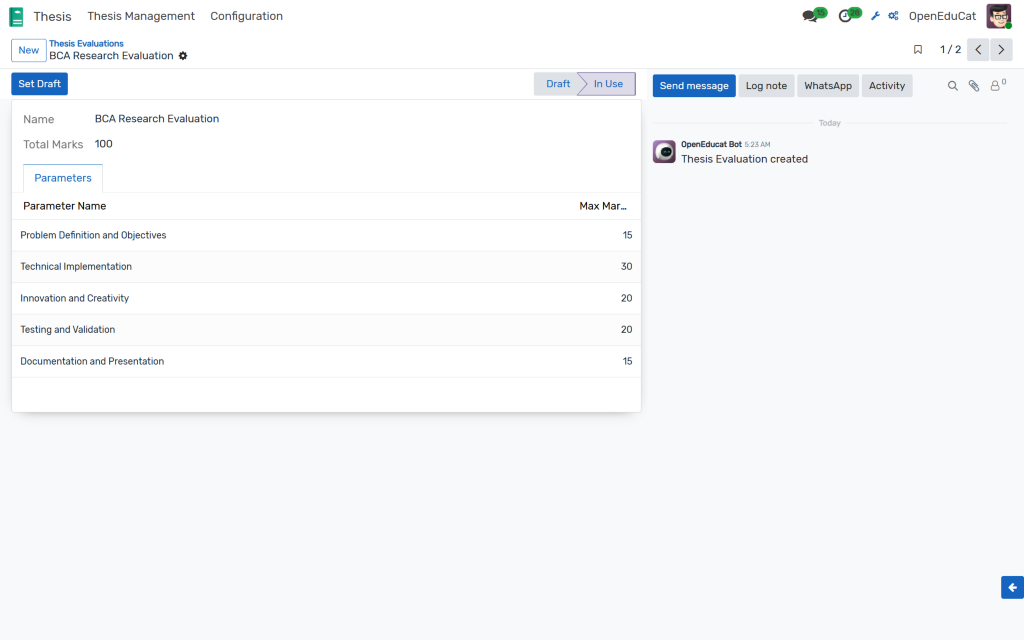 Thesis Thesis Management Configuration 15 28 OpenEduCat
New Thesis Evaluations
BCA Research Evaluation 1 / 2
Set Draft Draft In Use Send message Log note WhatsApp Activity 0
Name BCA Research Evaluation
Total Marks 100
Today
OpenEducat Bot 5:23 AM
Thesis Evaluation created
Parameters
Parameter Name Max Mar...
Problem Definition and Objectives 15
Technical Implementation 30
Innovation and Creativity 20
Testing and Validation 20
Documentation and Presentation 15